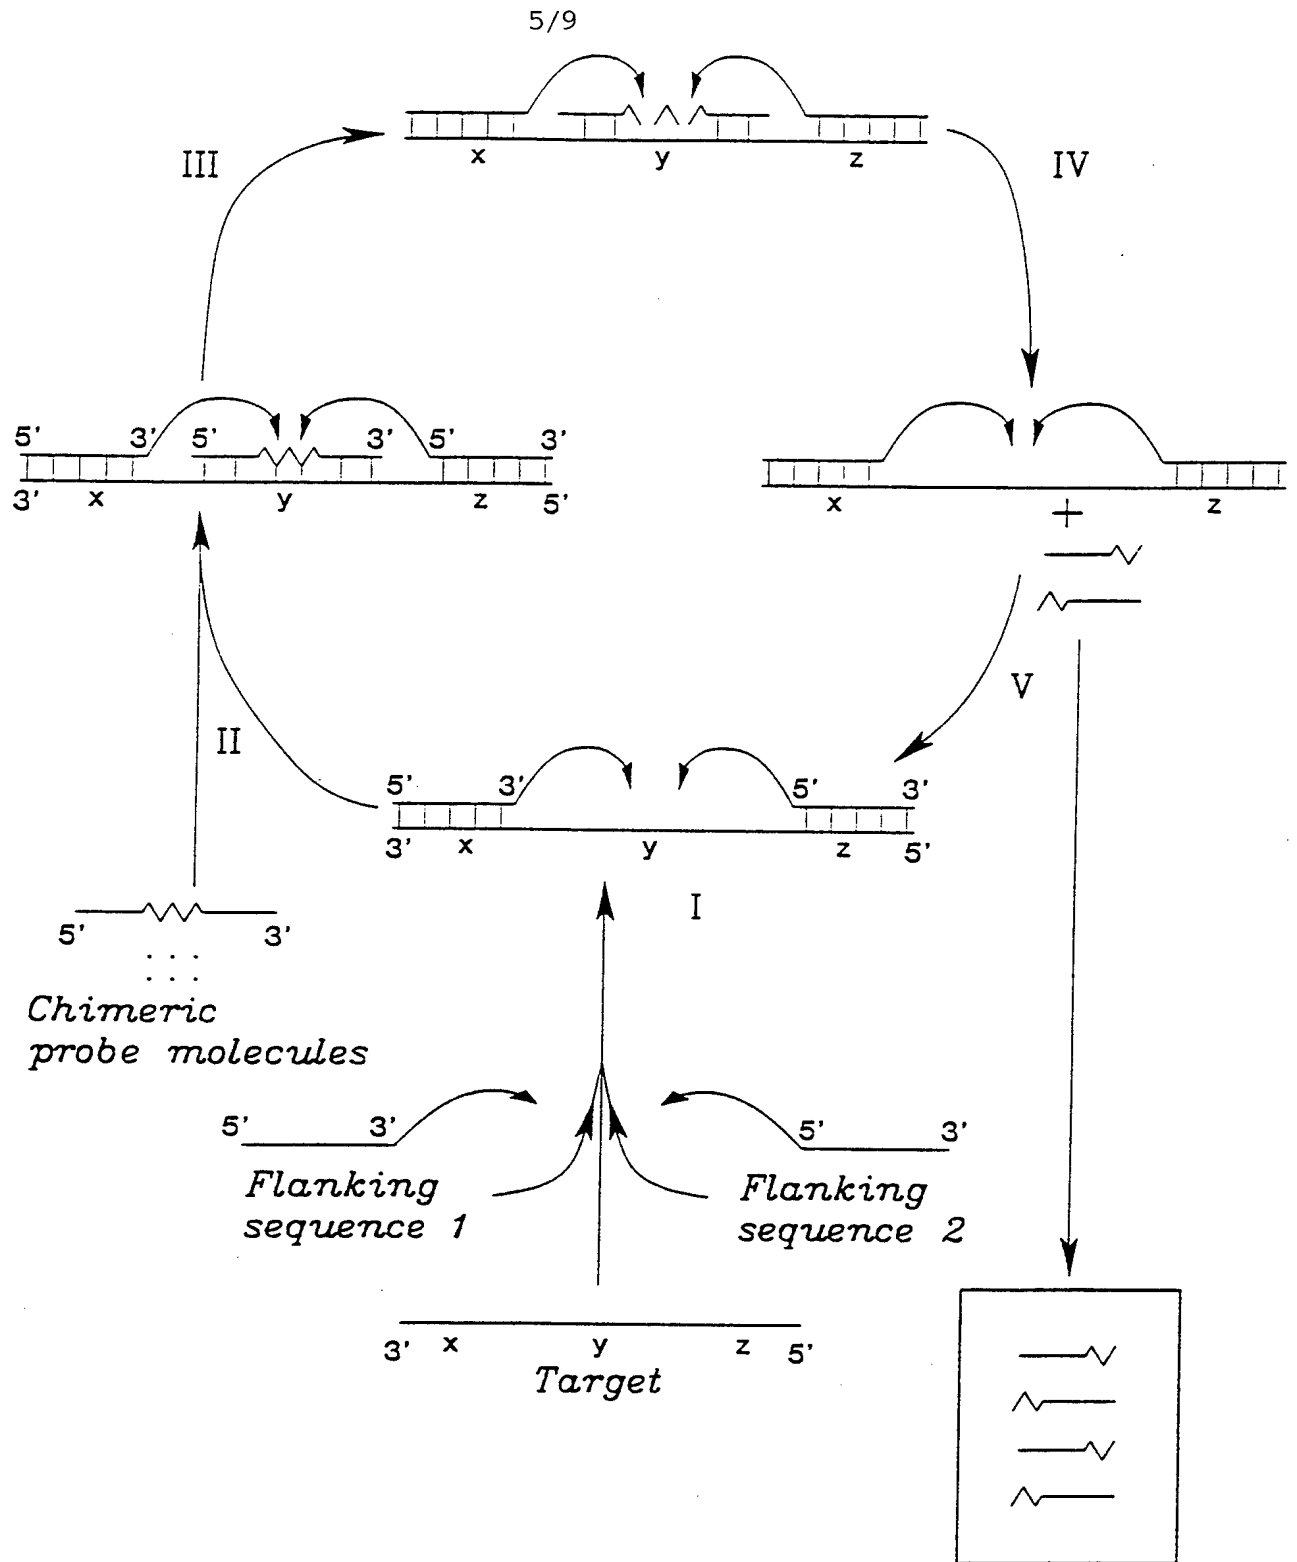 5/9
x y z
III
IV
5' 3' 5' 3' 5' 3'
3' x y z 5'
x z
+
V
II
5' 3' 5' 3'
3' x y z 5'
I
5' 3'
Chimeric
probe molecules
5' 3'
Flanking
sequence 1
5' 3'
Flanking
sequence 2
3' x y z 5'
Target